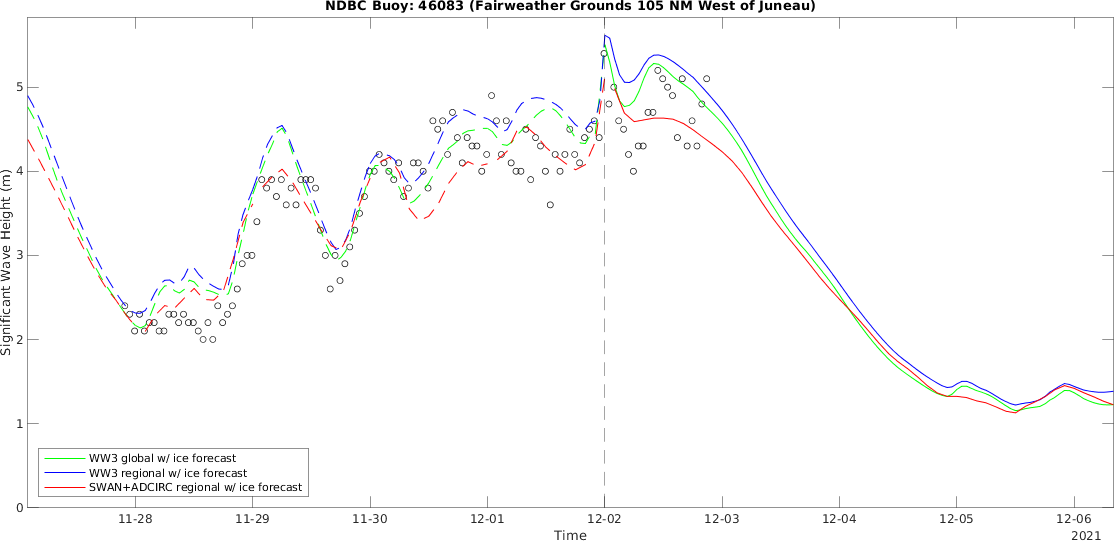 NDBC Buoy: 46083 (Fairweather Grounds 105 NM West of Juneau)
Significant Wave Height (m)
5
4
3
2
1
0
WW3 global w/ ice forecast
WW3 regional w/ ice forecast
SWAN+ADCIRC regional w/ ice forecast
11-28 11-29 11-30 12-01 12-02 12-03 12-04 12-05 12-06
Time
2021